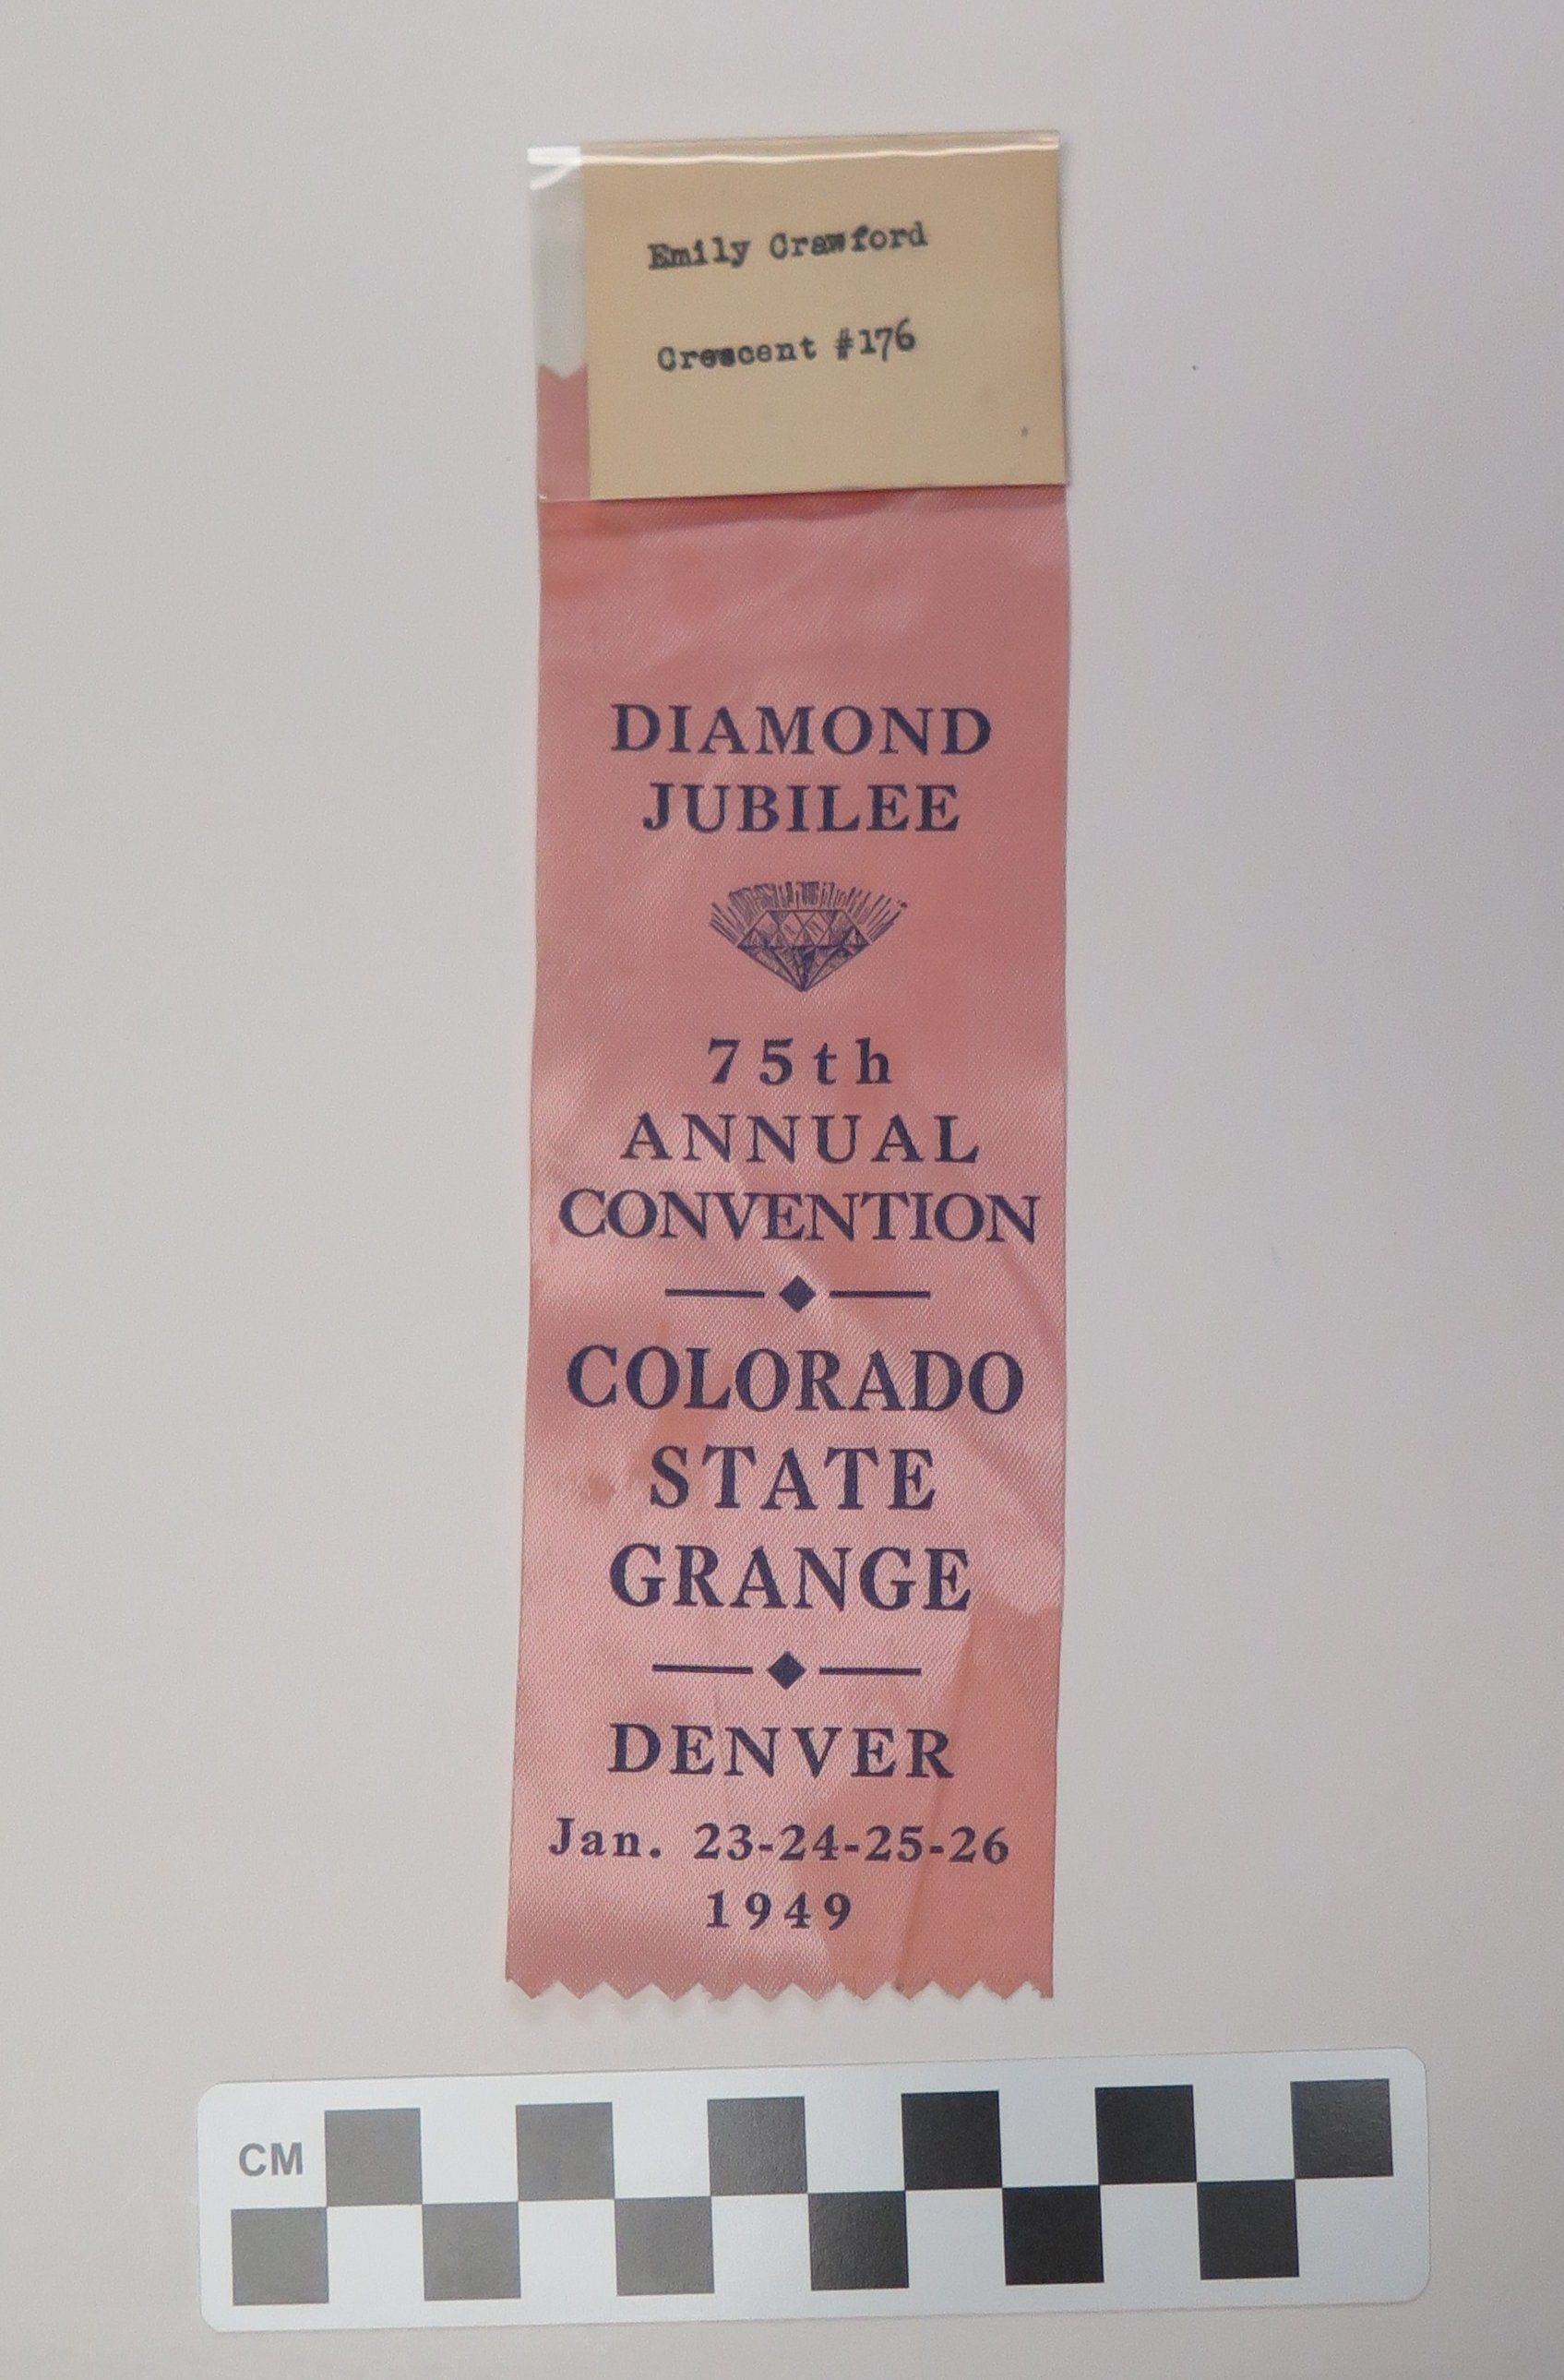 Emily Crawford
Crescent #176
DIAMOND
JUBILEE
75th
ANNUAL
CONVENTION
COLORADO
STATE
GRANGE
DENVER
Jan. 23-24-25-26
1949
CM